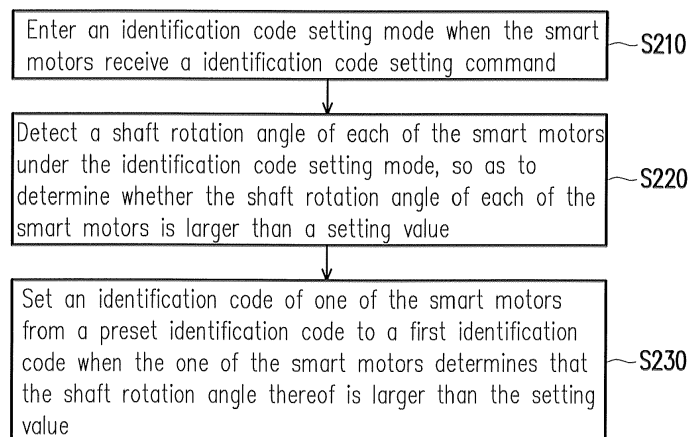 Enter an identification code setting mode when the smart
motors receive a identification code setting command
S210
Detect a shaft rotation angle of each of the smart motors
under the identification code setting mode, so as to
determine whether the shaft rotation angle of each of the
smart motors is larger than a setting value
S220
Set an identification code of one of the smart motors
from a preset identification code to a first identification
code when the one of the smart motors determines that
the shaft rotation angle thereof is larger than the setting
value
S230